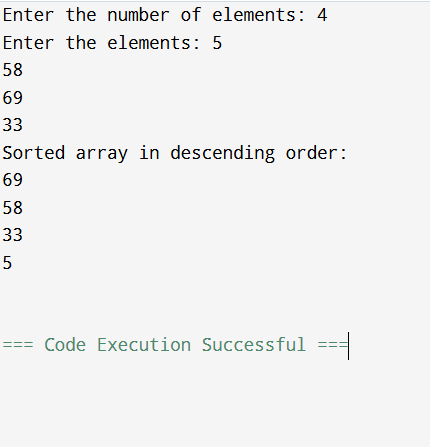 Enter the number of elements: 4
Enter the elements: 5
58
69
33
Sorted array in descending order:
69
58
33
5
=== Code Execution Successful ===